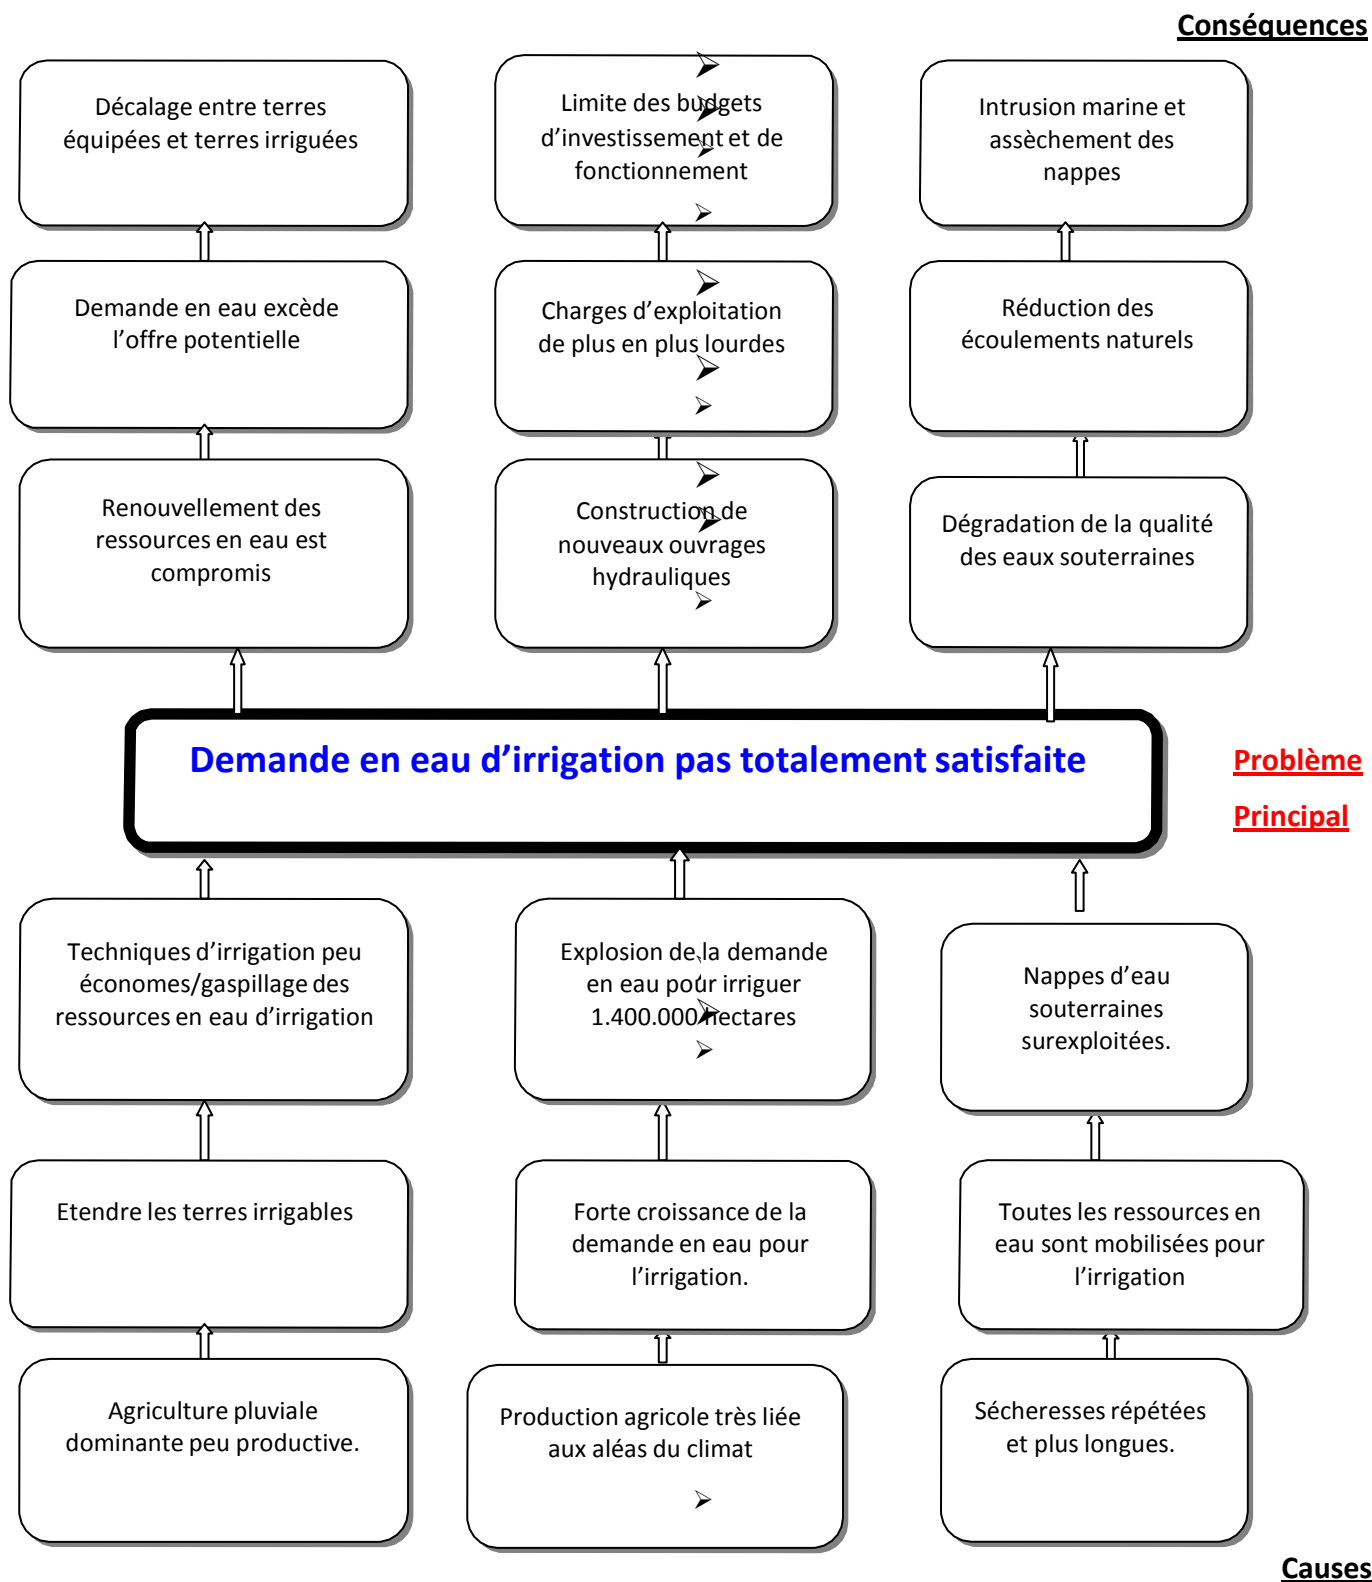 Conséquences
Décalage entre terres
équipées et terres irriguées
Limite des budgets
d’investissement et de
fonctionnement
Intrusion marine et
assèchement des
nappes
Demande en eau excède
l’offre potentielle
Charges d’exploitation
de plus en plus lourdes
Réduction des
écoulements naturels
Renouvellement des
ressources en eau est
compromis
Construction de
nouveaux ouvrages
hydrauliques
Dégradation de la qualité
des eaux souterraines
Demande en eau d’irrigation pas totalement satisfaite
Problème
Principal
Techniques d’irrigation peu
économes/gaspillage des
ressources en eau d’irrigation
Explosion de la demande
en eau pour irriguer
1.400.000 hectares
Nappes d’eau
souterraines
surexploitées.
Etendre les terres irrigables
Forte croissance de la
demande en eau pour
l’irrigation.
Toutes les ressources en
eau sont mobilisées pour
l’irrigation
Agriculture pluviale
dominante peu productive.
Production agricole très liée
aux aléas du climat
Sécheresses répétées
et plus longues.
Causes